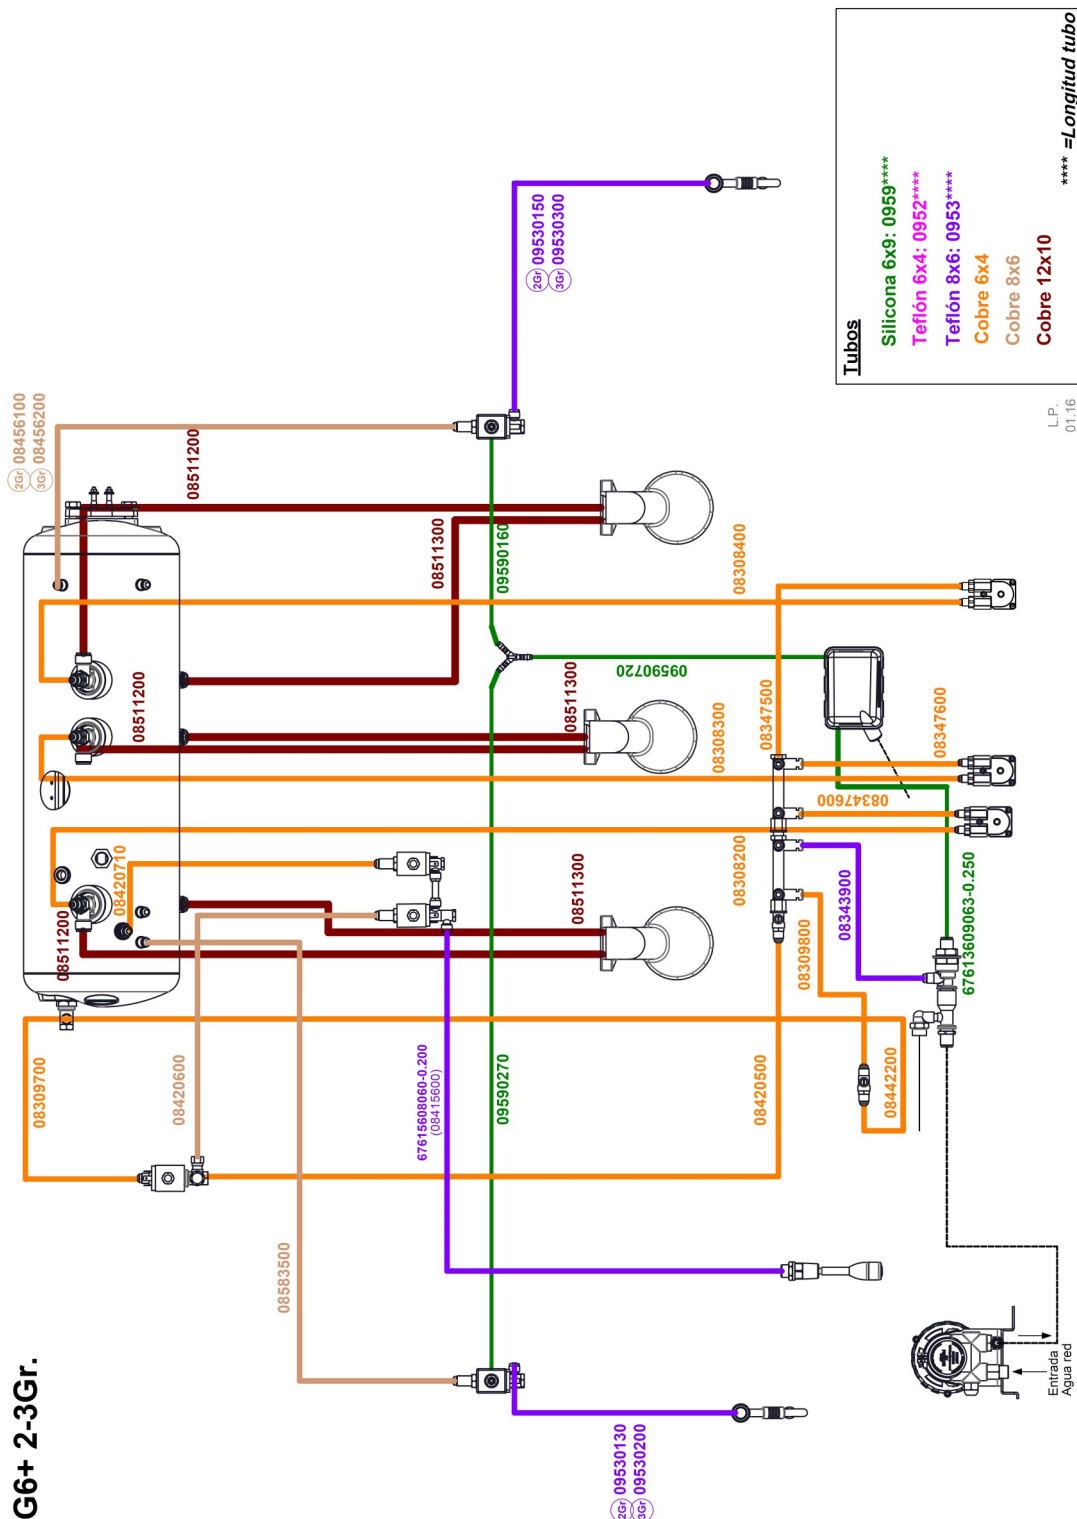 G6+ 2-3Gr.
2Gr 08456100
3Gr 08456200
08511200
08511300
09590160
2Gr 09530150
3Gr 09530300
08511200
08511300
08308400
09590720
08308300
08347500
08347600
08347600
08420710
08511200
08511300
08308200
08343900
08309800
67613609063-0.250
08309700
08420600
67615608060-0.200
(08415600)
09590270
08420500
08442200
08583500
2Gr 09530130
3Gr 09530200
Entrada
Agua red
L.P.
01.16
Tubos
Silicona 6x9: 0959****
Teflón 6x4: 0952****
Teflón 8x6: 0953****
Cobre 6x4
Cobre 8x6
Cobre 12x10
**** =Longitud tubo